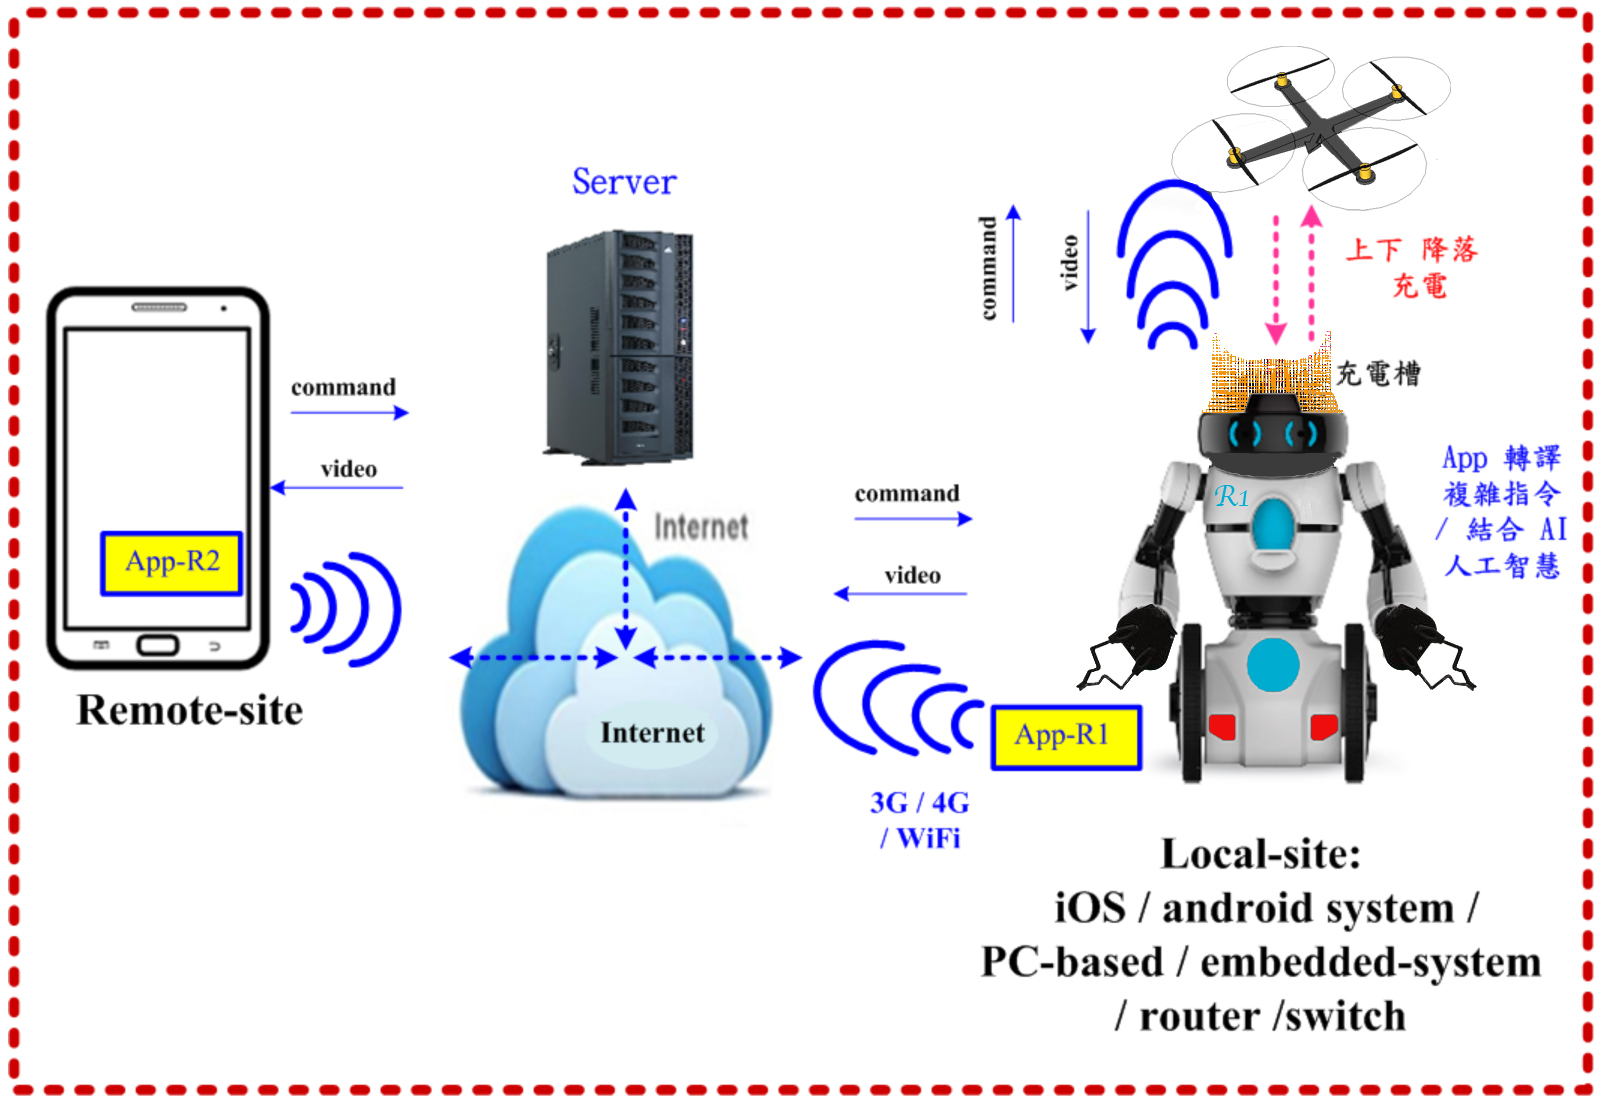 Server
command
video
上下 降落
充電
充電槽
command
video
App-R2
Internet
Internet
command
video
R1
App 轉譯
複雜指令
/ 結合 AI
人工智慧
App-R1
Remote-site
3G / 4G
/ WiFi
Local-site:
iOS / android system /
PC-based / embedded-system
/ router /switch